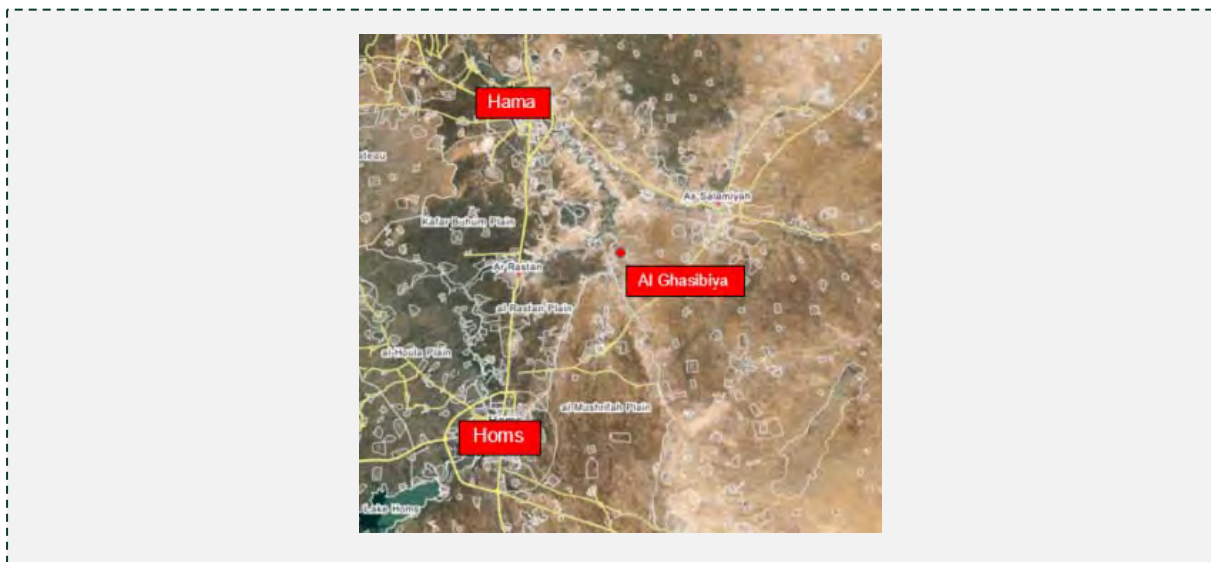 Hama
As Salamiyah
Kafar Buhum Plain
Ar Rastan
Al Ghasibiya
al-Rastan Plain
al-Houla Plain
al-Mushrifah Plain
Homs
Lake Homs